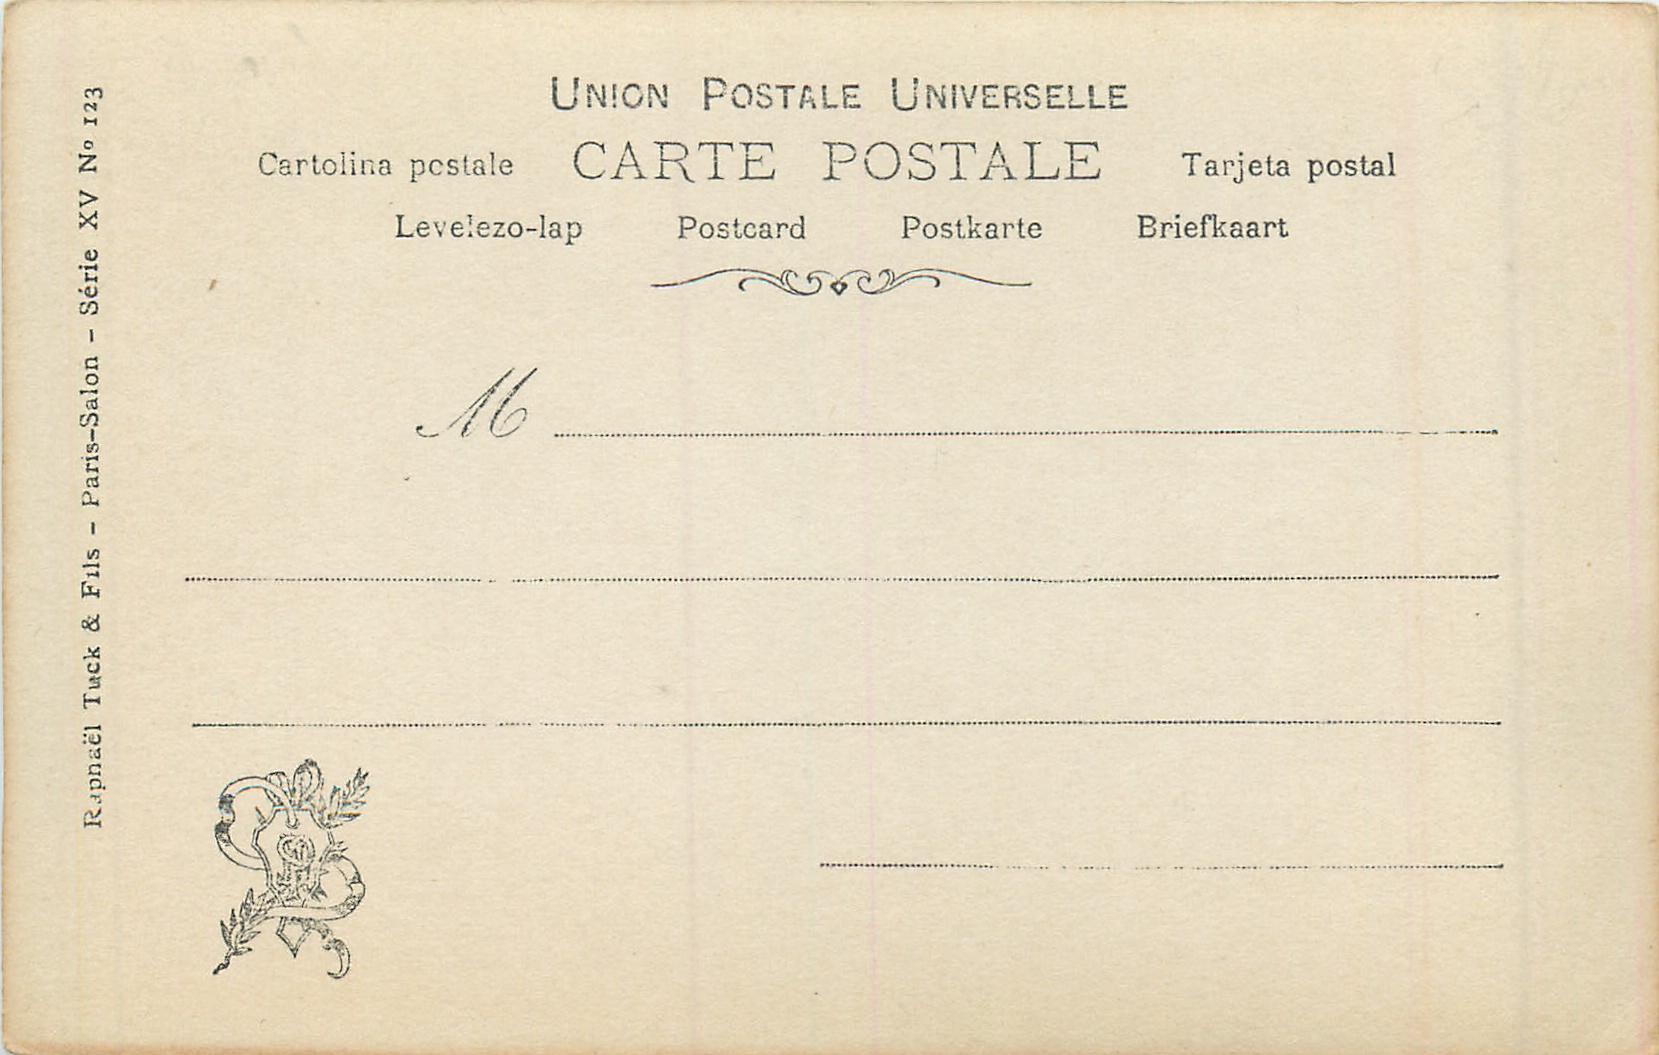 UNION POSTALE UNIVERSELLE
Cartolina postale CARTE POSTALE Tarjeta postal
Levelezo-lap Postcard Postkarte Briefkaart
M
Raphaël Tuck & Fils - Paris-Salon - Série XV Nº 123